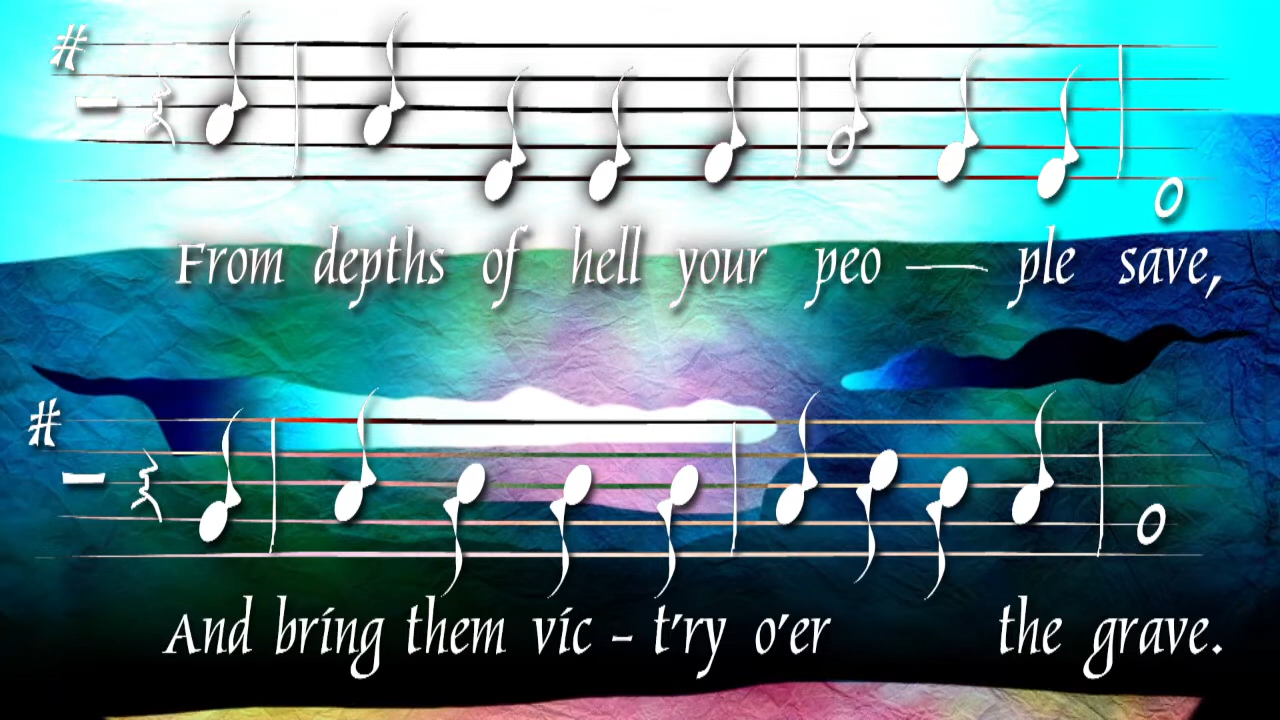 From depths of hell your peo — ple save,
And bring them vic - t'ry o'er the grave.